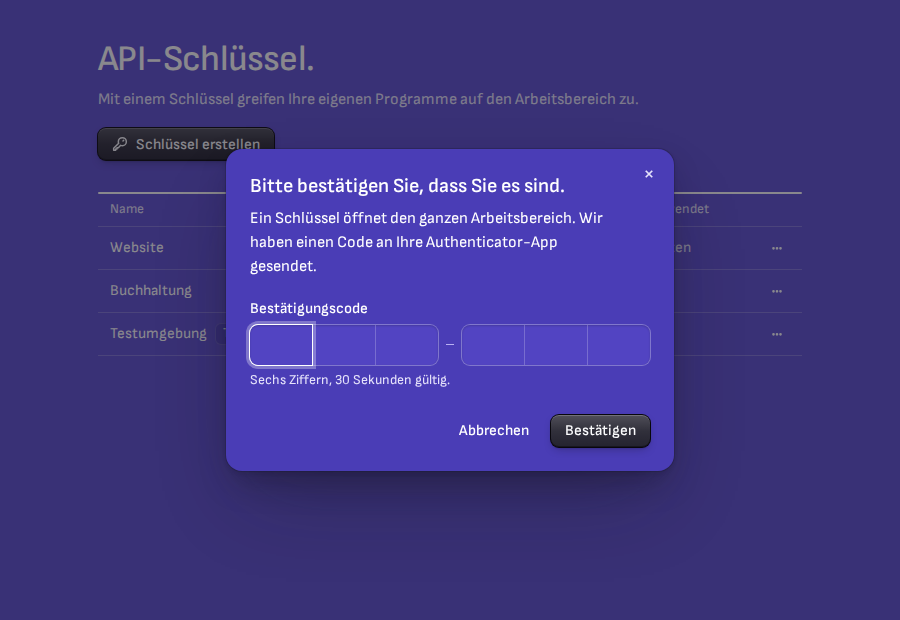 API-Schlüssel.
Mit einem Schlüssel greifen Ihre eigenen Programme auf den Arbeitsbereich zu.
Schlüssel erstellen
Name
Website
Buchhaltung
Testumgebung
Bitte bestätigen Sie, dass Sie es sind.
Ein Schlüssel öffnet den ganzen Arbeitsbereich. Wir
haben einen Code an Ihre Authenticator-App
gesendet.
Bestätigungscode
–
Sechs Ziffern, 30 Sekunden gültig.
Abbrechen
Bestätigen